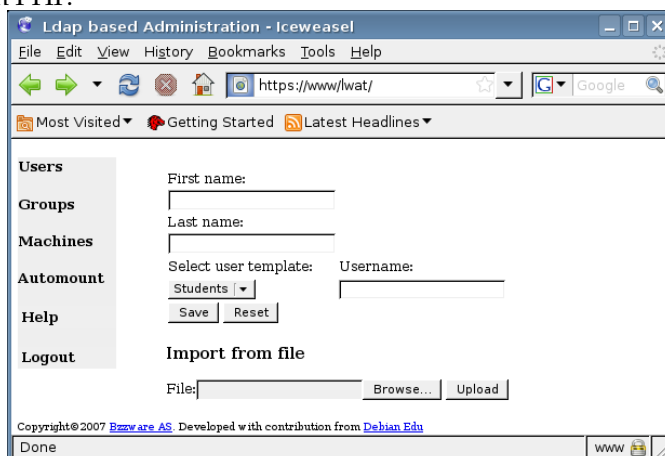 Ldap based Administration - Iceweasel
File Edit View History Bookmarks Tools Help
https://www/lwat/ G Google
Most Visited Getting Started Latest Headlines
Users
Groups
Machines
Automount
Help
Logout
First name:
Last name:
Select user template: Username:
Students
Save Reset
Import from file
File: Browse... Upload
Copyright©2007 Bzzware AS. Developed with contribution from Debian Edu
Done www